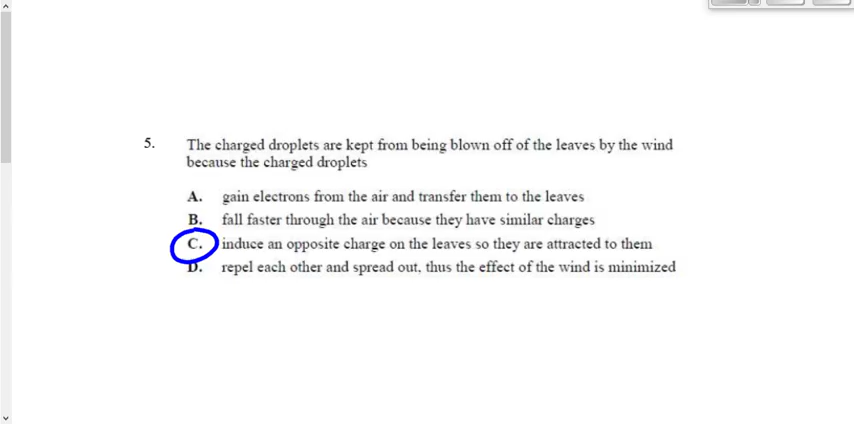 5. The charged droplets are kept from being blown off of the leaves by the wind
because the charged droplets
A. gain electrons from the air and transfer them to the leaves
B. fall faster through the air because they have similar charges
C. induce an opposite charge on the leaves so they are attracted to them
D. repel each other and spread out, thus the effect of the wind is minimized